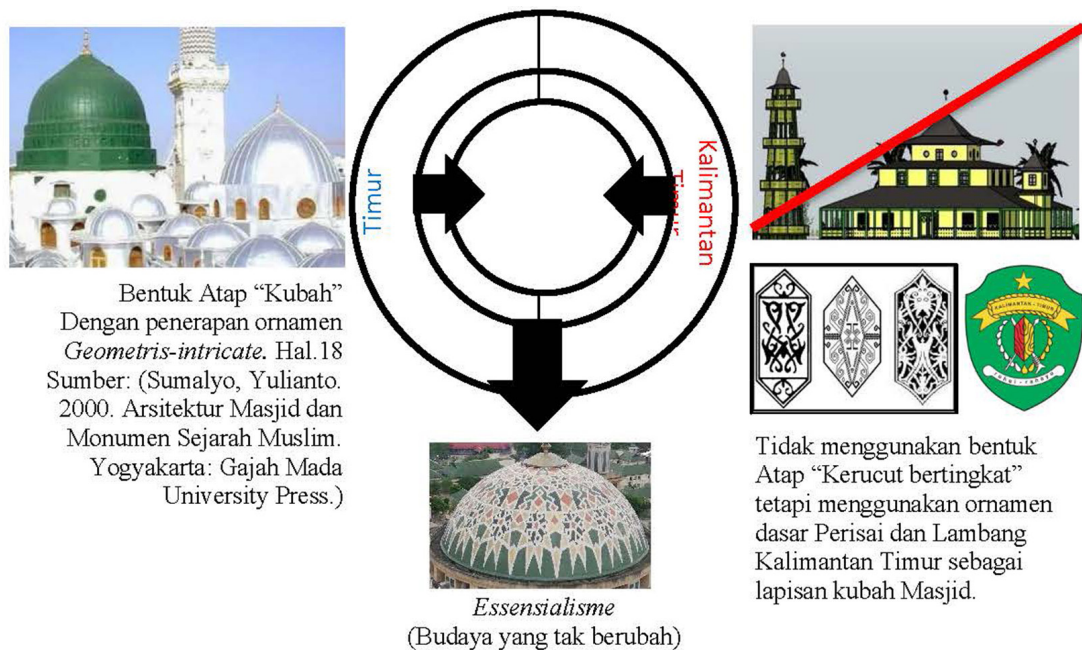 Timur
Kalimantan
Timur
KALIMANTAN - TIMUR
Bentuk Atap “Kubah”
Dengan penerapan ornamen
Geometris-intricate. Hal.18
Sumber: (Sumalyo, Yulianto.
2000. Arsitektur Masjid dan
Monumen Sejarah Muslim.
Yogyakarta: Gajah Mada
University Press.)
Tidak menggunakan bentuk
Atap “Kerucut bertingkat”
tetapi menggunakan ornamen
dasar Perisai dan Lambang
Kalimantan Timur sebagai
lapisan kubah Masjid.
Essensialisme
(Budaya yang tak berubah)